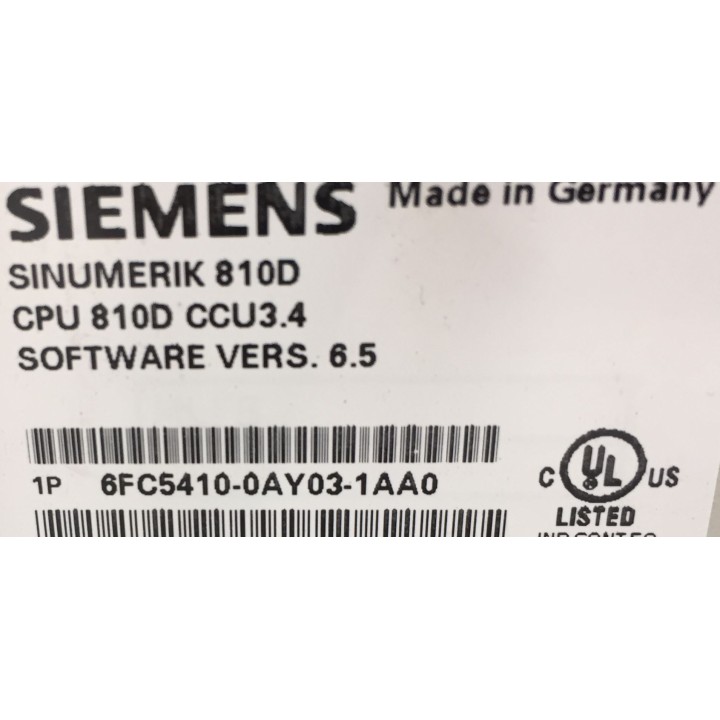 SIEMENS Made in Germany
SINUMERIK 810D
CPU 810D CCU3.4
SOFTWARE VERS. 6.5
1P 6FC5410-0AY03-1AA0
C UL US
LISTED